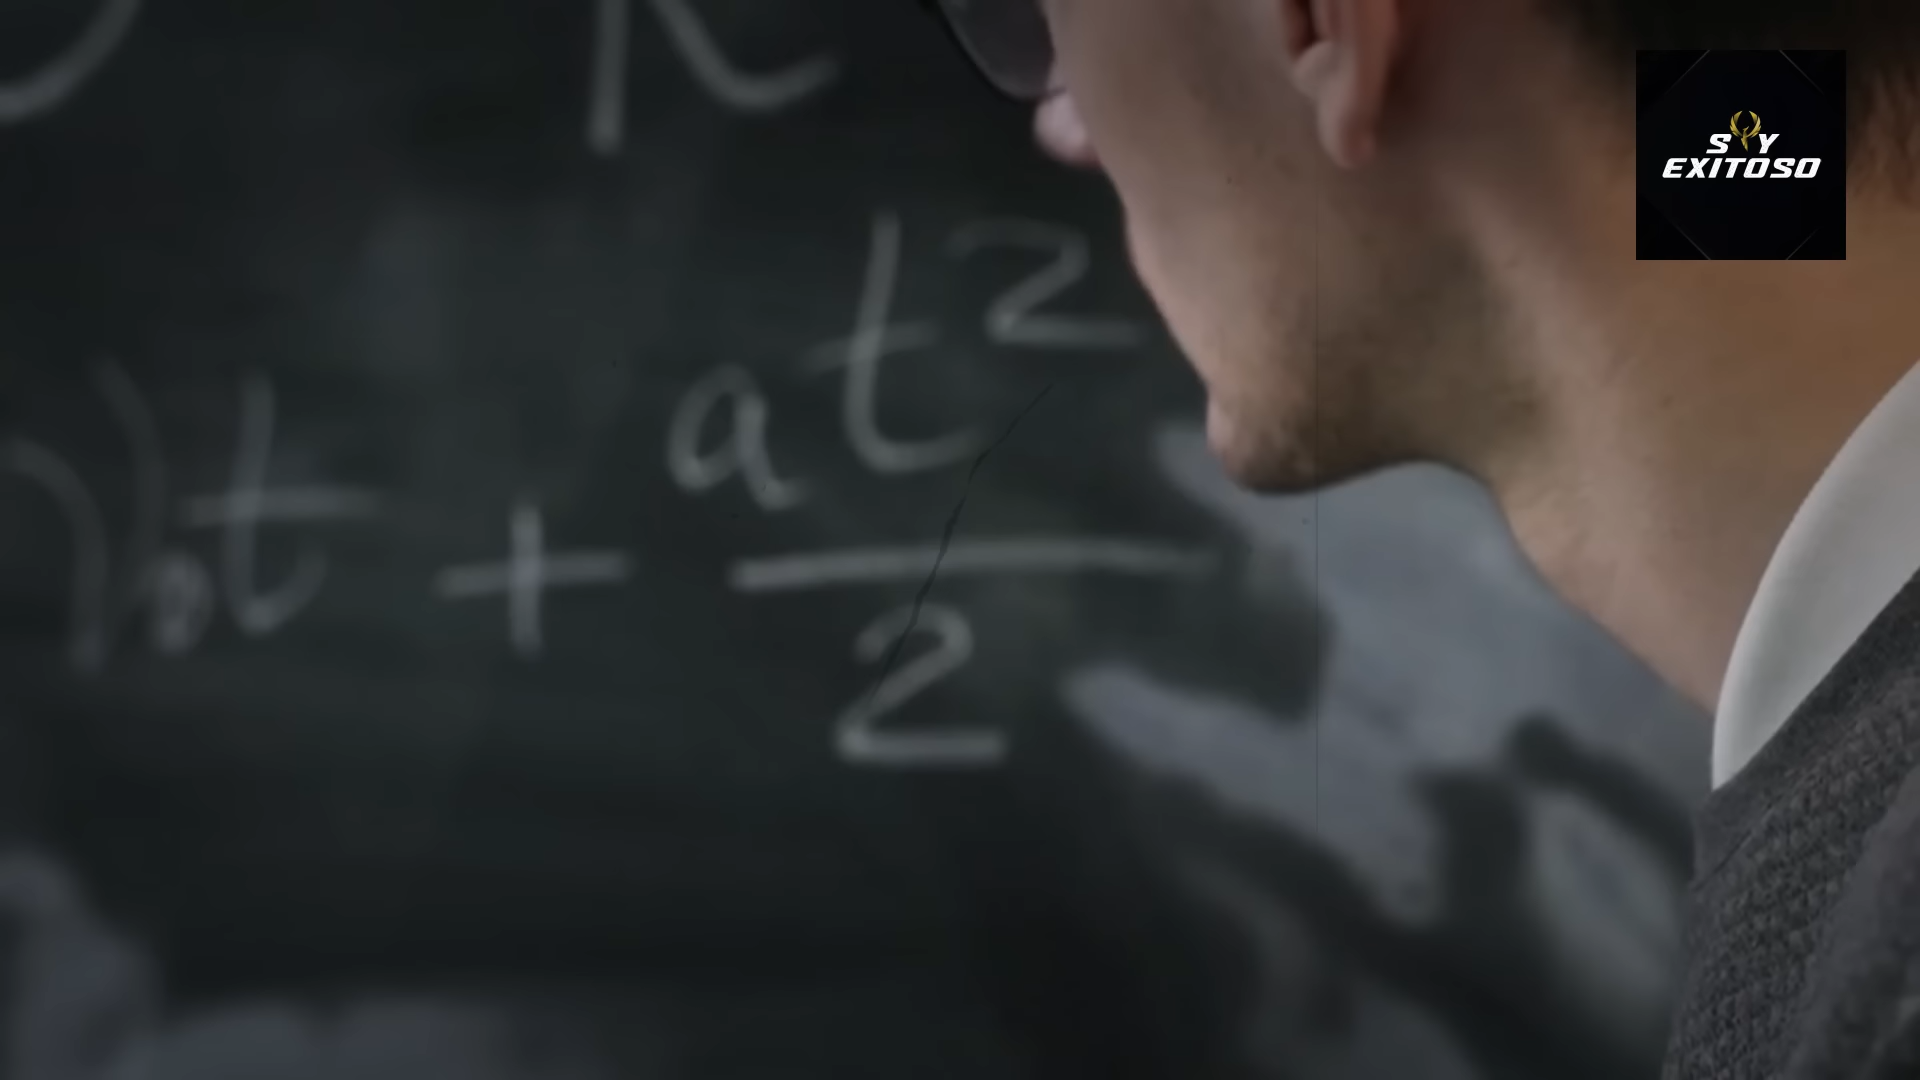 SOY
EXITOSO
at²
t + ―
2